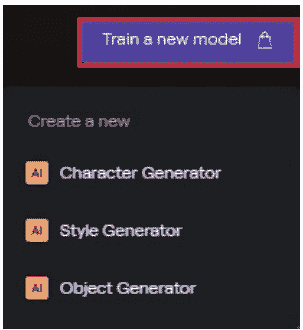 Train a new model
Create a new
AI Character Generator
AI Style Generator
AI Object Generator